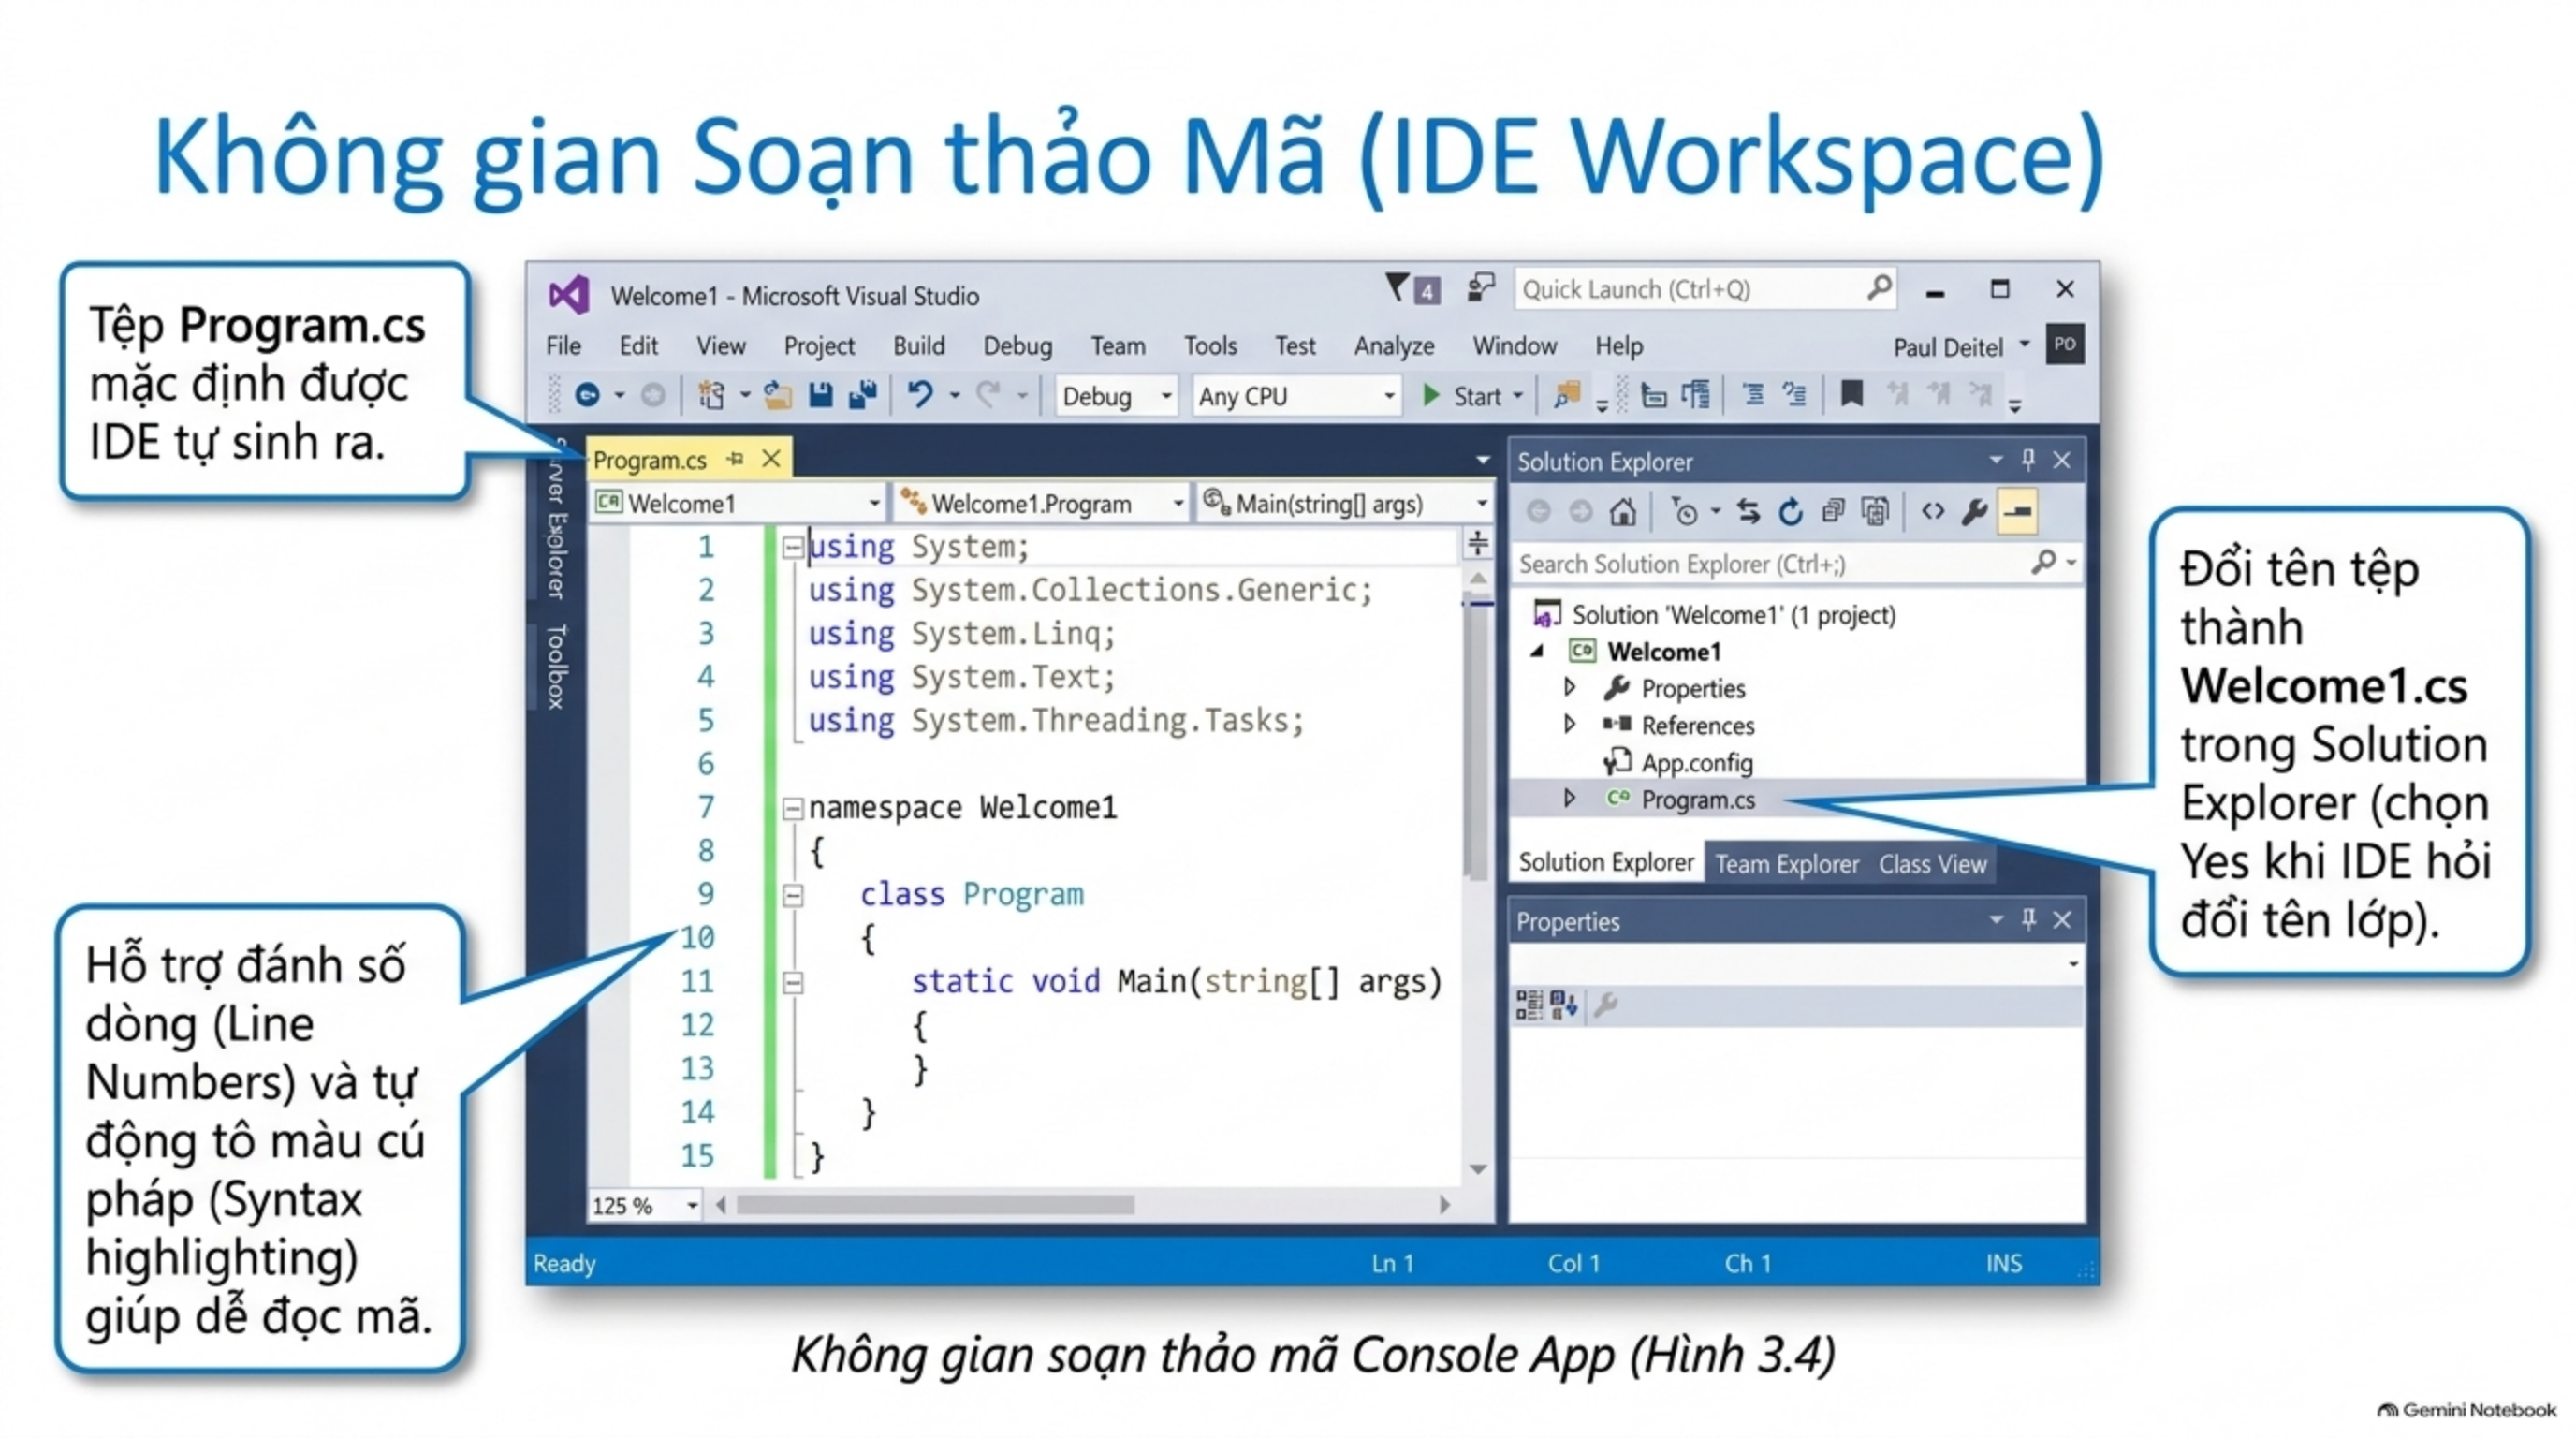 Không gian Soạn thảo Mã (IDE Workspace)
Tệp Program.cs
mặc định được
IDE tự sinh ra.
Welcome1 - Microsoft Visual Studio
4
Quick Launch (Ctrl+Q)
File Edit View Project Build Debug Team Tools Test Analyze Window Help
Paul Deitel
PD
Debug
Any CPU
Start
Explorer
Toolbox
Program.cs
Welcome1
Welcome1.Program
Main(string[] args)
1 using System;
2 using System.Collections.Generic;
3 using System.Linq;
4 using System.Text;
5 using System.Threading.Tasks;
6
7 namespace Welcome1
8 {
9 class Program
10 {
11 static void Main(string[] args)
12 {
13 }
14 }
15 }
125 %
Solution Explorer
Search Solution Explorer (Ctrl+;)
Solution 'Welcome1' (1 project)
Welcome1
Properties
References
App.config
Program.cs
Solution Explorer Team Explorer Class View
Properties
Ready Ln 1 Col 1 Ch 1 INS
Đổi tên tệp
thành
Welcome1.cs
trong Solution
Explorer (chọn
Yes khi IDE hỏi
đổi tên lớp).
Hỗ trợ đánh số
dòng (Line
Numbers) và tự
động tô màu cú
pháp (Syntax
highlighting)
giúp dễ đọc mã.
Không gian soạn thảo mã Console App (Hình 3.4)
Gemini Notebook